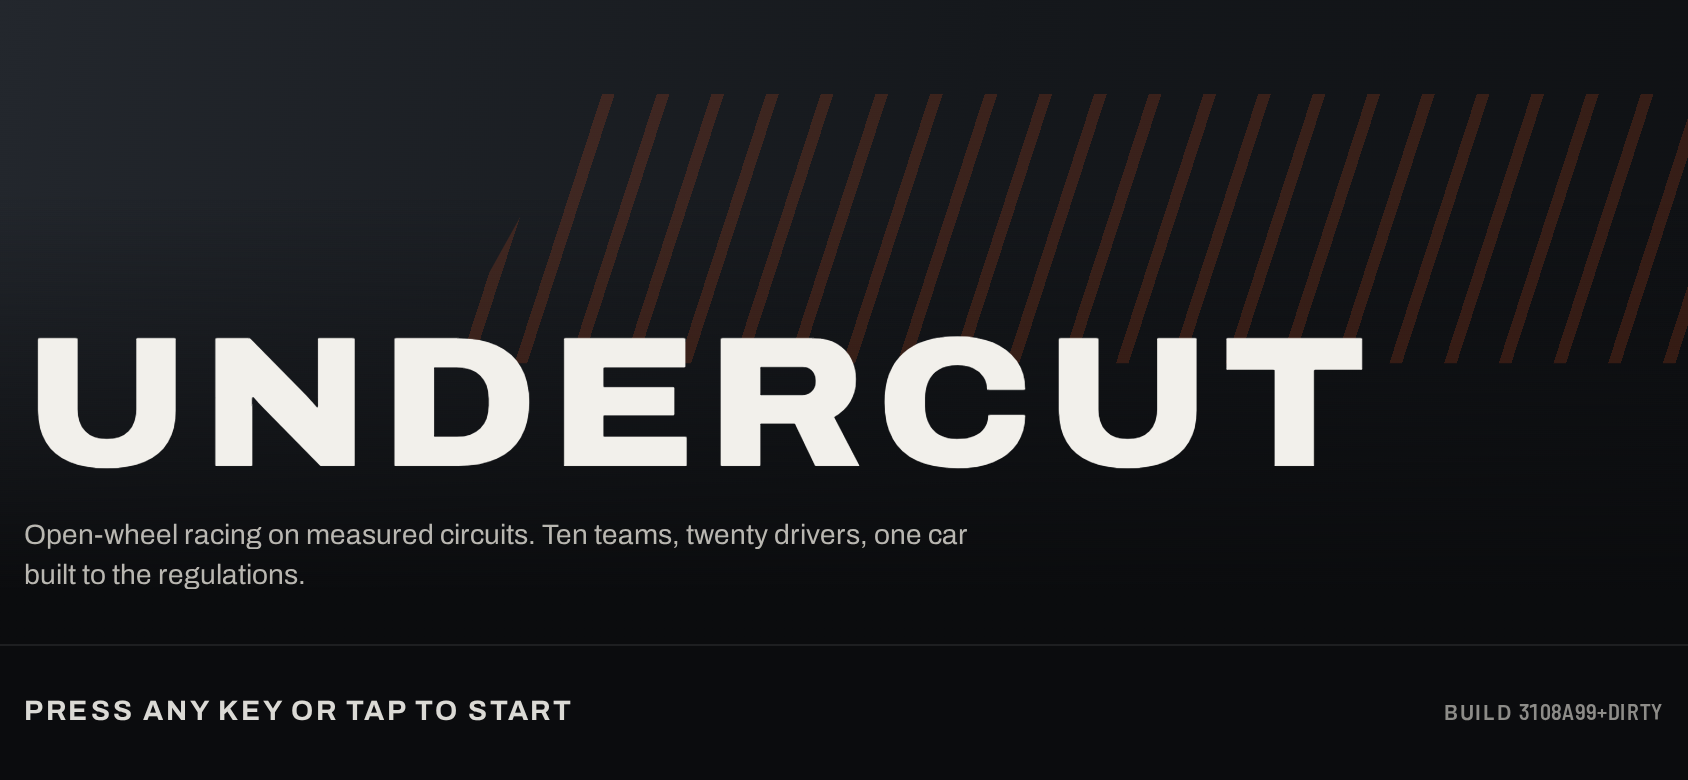 UNDERCUT
Open-wheel racing on measured circuits. Ten teams, twenty drivers, one car
built to the regulations.
PRESS ANY KEY OR TAP TO START
BUILD 3108A99+DIRTY